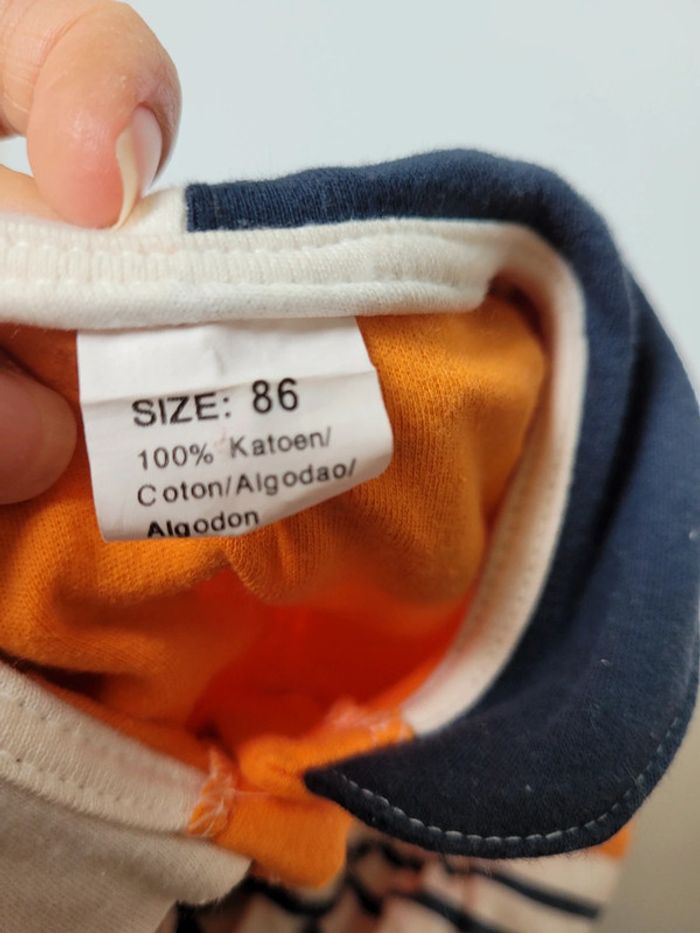 SIZE: 86
100% Katoen/
Coton/Algodao/
Algodon